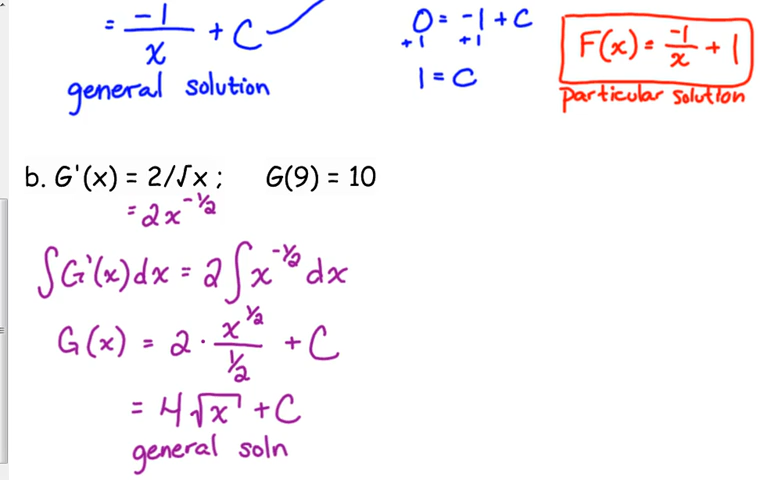 = -1/x + C
general solution
0 = -1 + C
+1 +1
1 = C
F(x) = -1/x + 1
particular solution
b. G'(x) = 2/√x ; G(9) = 10
= 2x^-1/2
∫G'(x)dx = 2∫x^-1/2 dx
G(x) = 2 · x^1/2 / 1/2 + C
= 4√x + C
general soln